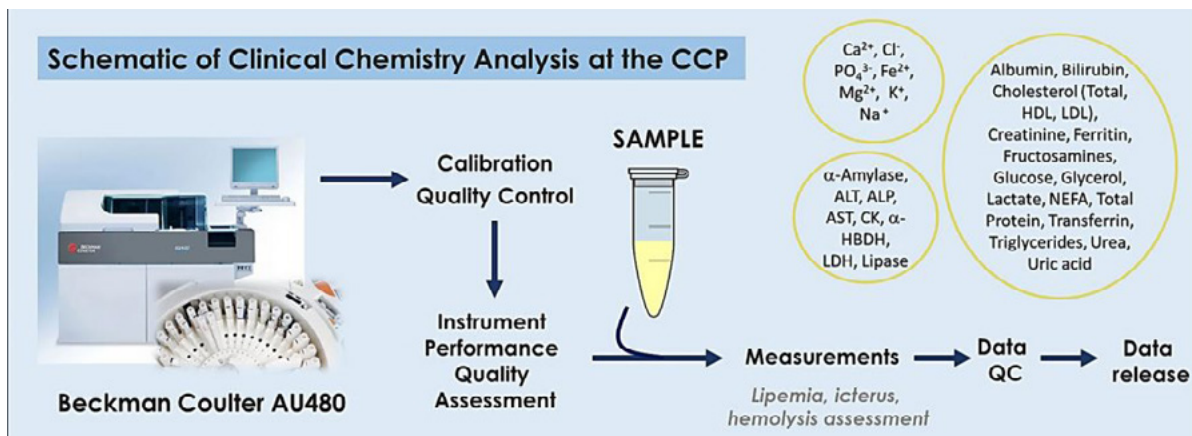 Schematic of Clinical Chemistry Analysis at the CCP
Ca²⁺, Cl⁻,
PO₄³⁻, Fe²⁺,
Mg²⁺, K⁺,
Na⁺
Albumin, Bilirubin,
Cholesterol (Total,
HDL, LDL),
Creatinine, Ferritin,
Fructosamines,
Glucose, Glycerol,
Lactate, NEFA, Total
Protein, Transferrin,
Triglycerides, Urea,
Uric acid
SAMPLE
α-Amylase,
ALT, ALP,
AST, CK, α-
HBDH,
LDH, Lipase
Calibration
Quality Control
Instrument
Performance
Quality
Assessment
Measurements
Lipemia, icterus,
hemolysis assessment
Data
QC
Data
release
Beckman Coulter AU480